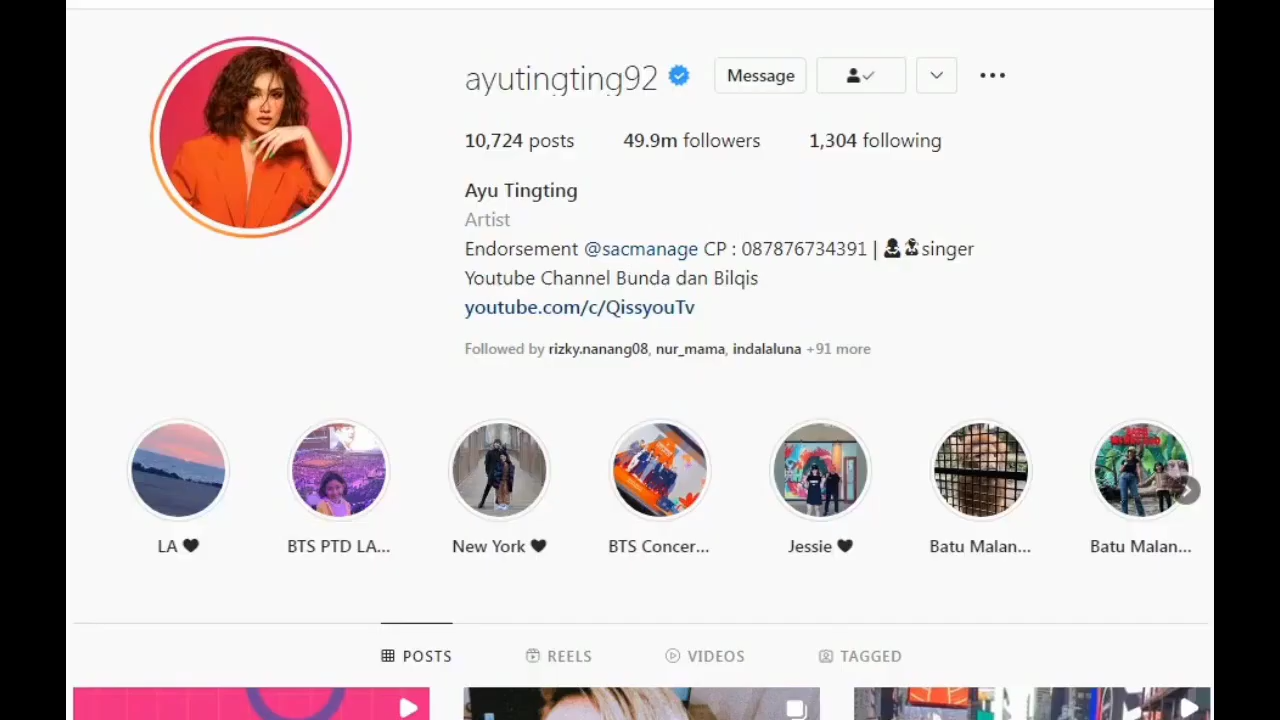 ayutingting92 Message
10,724 posts 49.9m followers 1,304 following
Ayu Tingting
Artist
Endorsement @sacmanage CP : 087876734391 | singer
Youtube Channel Bunda dan Bilqis
youtube.com/c/QissyouTv
Followed by rizky.nanang08, nur_mama, indalaluna +91 more
LA 🖤 BTS PTD LA... New York 🖤 BTS Concer... Jessie 🖤 Batu Malan... Batu Malan...
POSTS REELS VIDEOS TAGGED